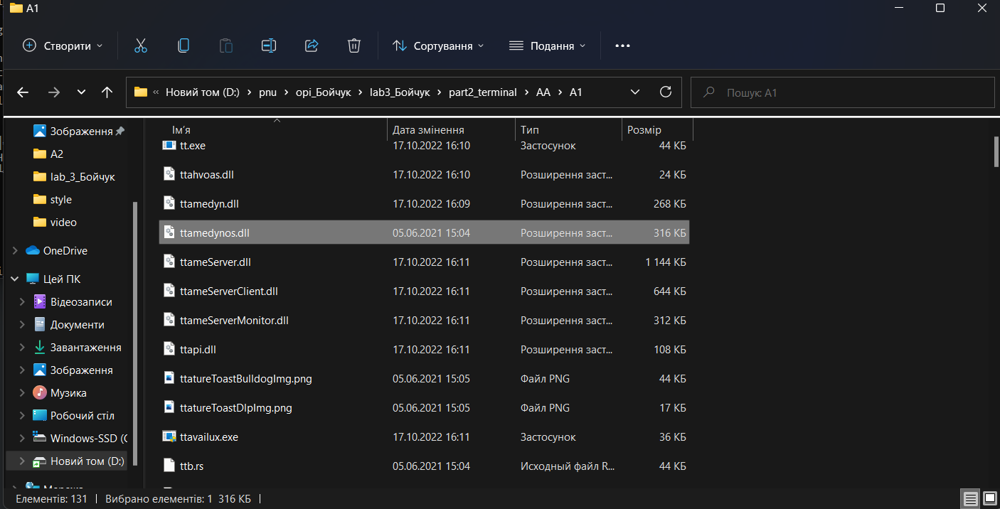 A1
Створити
Сортування
Подання
« Новий том (D:) › pnu › opi_Бойчук › lab3_Бойчук › part2_terminal › AA › A1
Пошук: A1
Зображення
A2
lab_3_Бойчук
style
video
OneDrive
Цей ПК
Відеозаписи
Документи
Завантаження
Зображення
Музика
Робочий стіл
Windows-SSD (C
Новий том (D:)
Ім'я Дата змінення Тип Розмір
tt.exe 17.10.2022 16:10 Застосунок 44 КБ
ttahvoas.dll 17.10.2022 16:10 Розширення заст... 24 КБ
ttamedyn.dll 17.10.2022 16:09 Розширення заст... 268 КБ
ttamedynos.dll 05.06.2021 15:04 Розширення заст... 316 КБ
ttameServer.dll 17.10.2022 16:11 Розширення заст... 1 144 КБ
ttameServerClient.dll 17.10.2022 16:11 Розширення заст... 644 КБ
ttameServerMonitor.dll 17.10.2022 16:11 Розширення заст... 312 КБ
ttapi.dll 17.10.2022 16:11 Розширення заст... 108 КБ
ttatureToastBulldogImg.png 05.06.2021 15:05 Файл PNG 44 КБ
ttatureToastDlpImg.png 05.06.2021 15:05 Файл PNG 17 КБ
ttavailux.exe 17.10.2022 16:11 Застосунок 36 КБ
ttb.rs 05.06.2021 15:04 Исходный файл R... 44 КБ
Елементів: 131 Вибрано елементів: 1 316 КБ